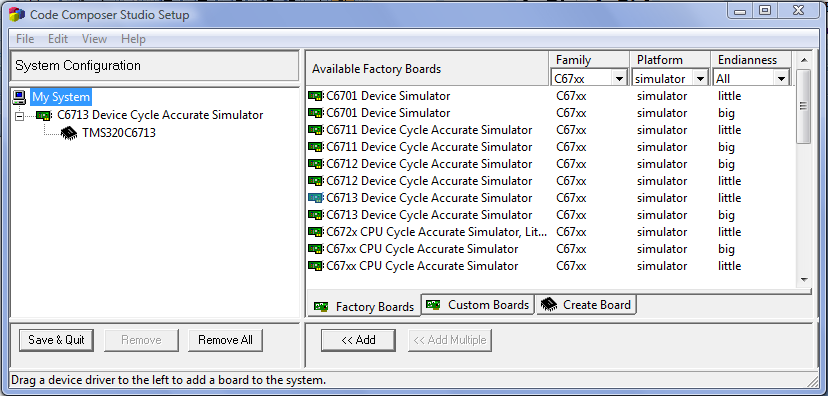 Code Composer Studio Setup
File Edit View Help
System Configuration
My System
C6713 Device Cycle Accurate Simulator
TMS320C6713
Available Factory Boards Family Platform Endianness
C67xx simulator All
C6701 Device Simulator C67xx simulator little
C6701 Device Simulator C67xx simulator big
C6711 Device Cycle Accurate Simulator C67xx simulator little
C6711 Device Cycle Accurate Simulator C67xx simulator big
C6712 Device Cycle Accurate Simulator C67xx simulator big
C6712 Device Cycle Accurate Simulator C67xx simulator little
C6713 Device Cycle Accurate Simulator C67xx simulator little
C6713 Device Cycle Accurate Simulator C67xx simulator big
C672x CPU Cycle Accurate Simulator, Lit... C67xx simulator little
C67xx CPU Cycle Accurate Simulator C67xx simulator big
C67xx CPU Cycle Accurate Simulator C67xx simulator little
Factory Boards Custom Boards Create Board
Save & Quit Remove Remove All << Add << Add Multiple
Drag a device driver to the left to add a board to the system.